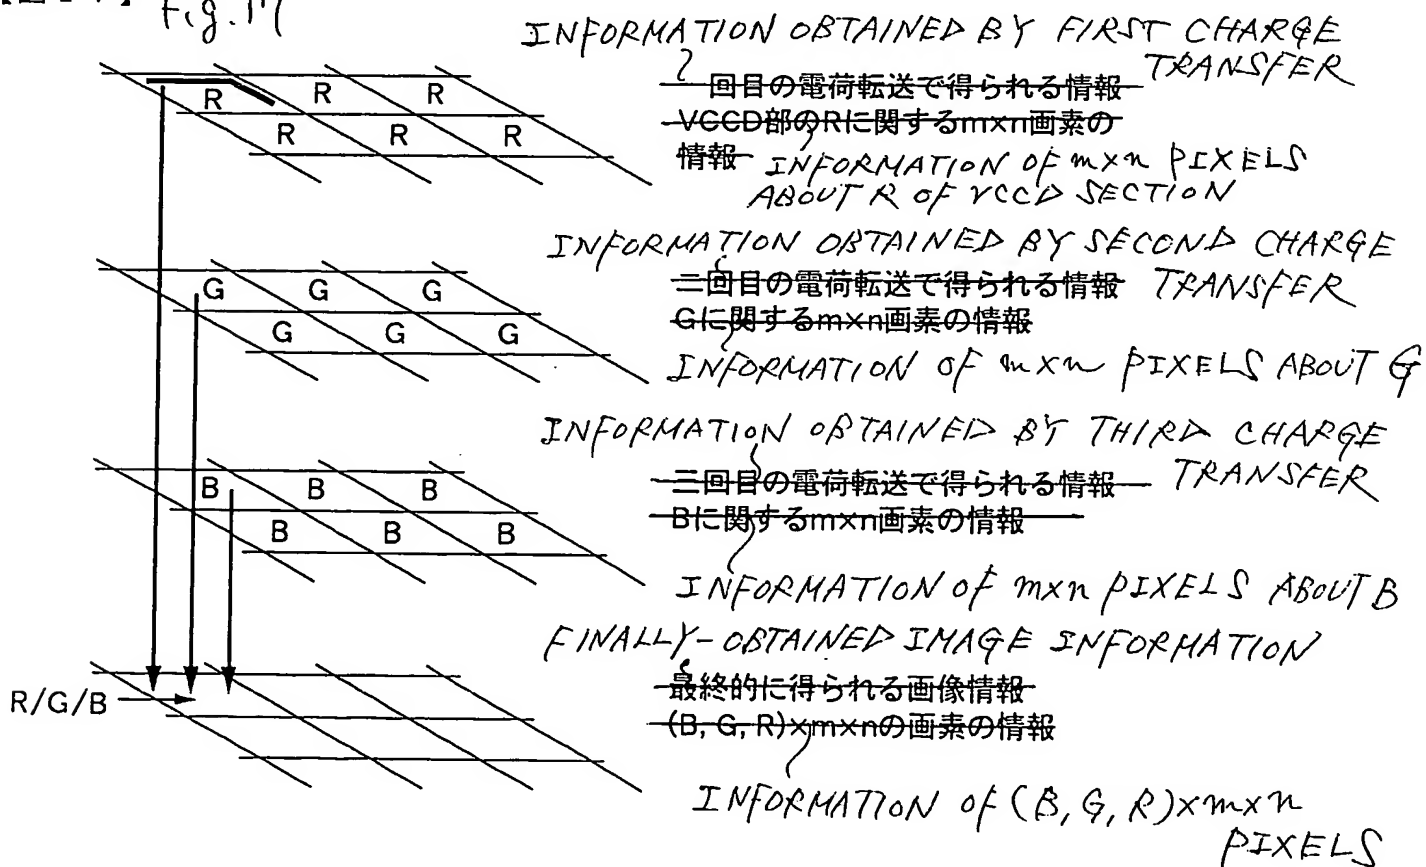 Fig. 17
INFORMATION OBTAINED BY FIRST CHARGE
TRANSFER
一回目の電荷転送で得られる情報
VCCD部のRに関するm×n画素の
情報
INFORMATION OF m×n PIXELS
ABOUT R OF VCCD SECTION
R R R
R R R
INFORMATION OBTAINED BY SECOND CHARGE
TRANSFER
二回目の電荷転送で得られる情報
Gに関するm×n画素の情報
INFORMATION OF m×n PIXELS ABOUT G
G G G
G G G
INFORMATION OBTAINED BY THIRD CHARGE
TRANSFER
三回目の電荷転送で得られる情報
Bに関するm×n画素の情報
INFORMATION OF m×n PIXELS ABOUT B
B B B
B B B
FINALLY-OBTAINED IMAGE INFORMATION
最終的に得られる画像情報
(B, G, R)×m×nの画素の情報
R/G/B
INFORMATION OF (B, G, R)×m×n
PIXELS